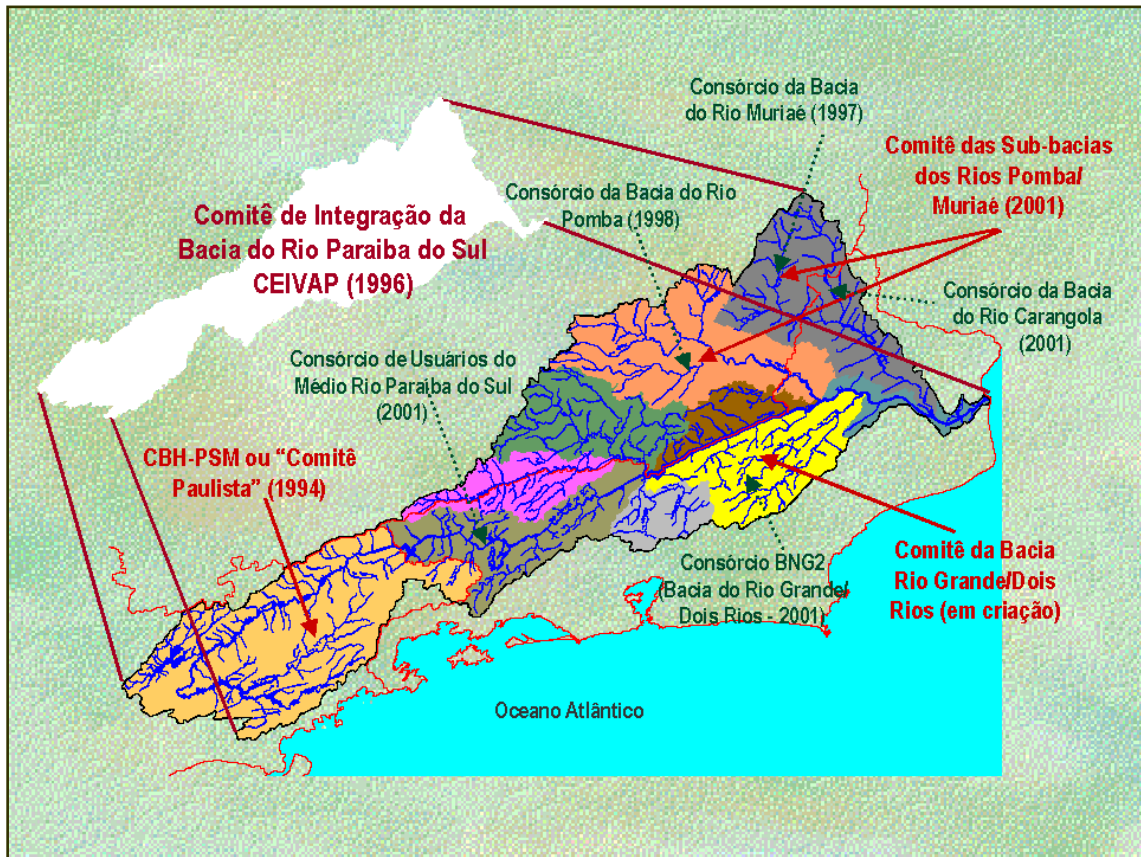 Consórcio da Bacia
do Rio Muriaé (1997)
Comitê das Sub-bacias
dos Rios Pomba/
Muriaé (2001)
Consórcio da Bacia do Rio
Pomba (1998)
Comitê de Integração da
Bacia do Rio Paraiba do Sul
CEIVAP (1996)
Consórcio da Bacia
do Rio Carangola
(2001)
Consórcio de Usuários do
Médio Rio Paraiba do Sul
(2001)
CBH-PSM ou “Comitê
Paulista” (1994)
Consórcio BNG2
(Bacia do Rio Grande/
Dois Rios - 2001)
Comitê da Bacia
Rio Grande/Dois
Rios (em criação)
Oceano Atlântico